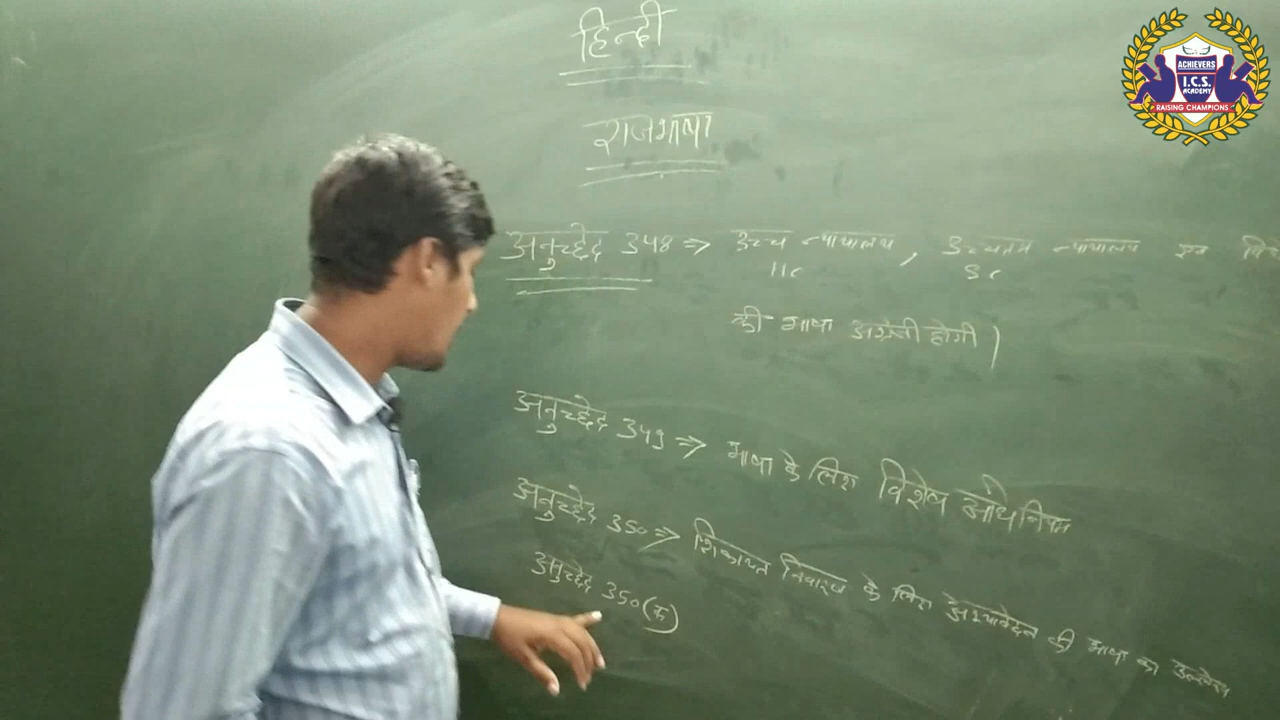 हिन्दी
राजभाषा
अनुच्छेद 348 ⇒ उच्च न्यायालय, उच्चतम न्यायालय एवं
HC SC
की भाषा अंग्रेजी होगी।
अनुच्छेद 349 ⇒ भाषा के लिए विशेष अधिनियम
अनुच्छेद 350 ⇒ शिकायत निवारण के लिए अभ्यावेदन की भाषा का उल्लेख
अनुच्छेद 350(क)
ACHIEVERS
I.C.S.
ACADEMY
RAISING CHAMPIONS